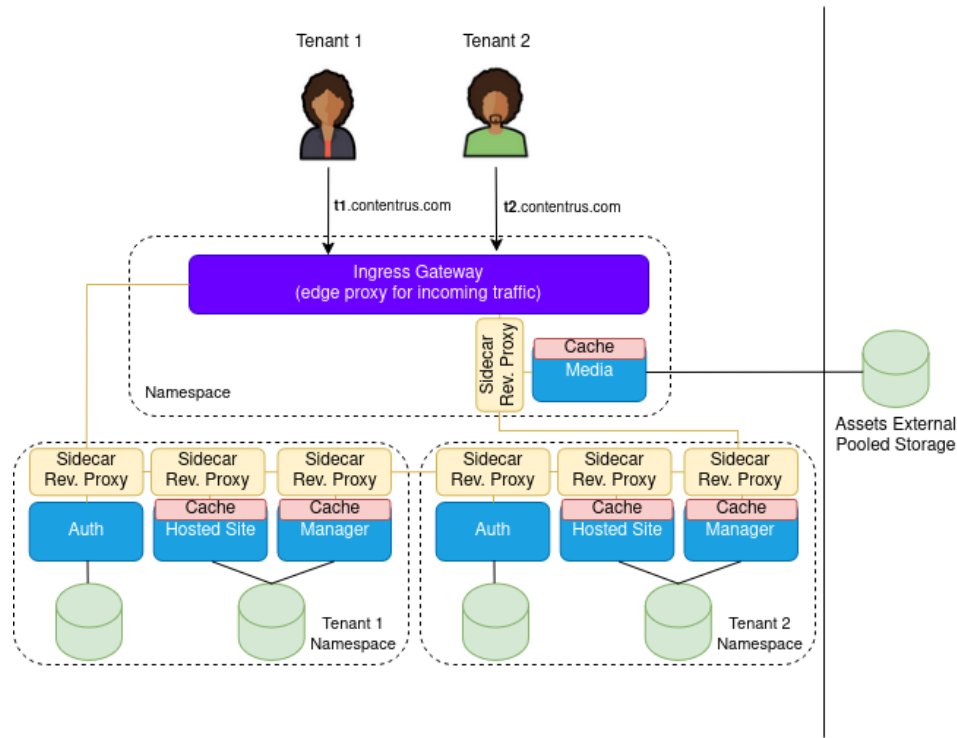 Tenant 1
Tenant 2
t1.contentrus.com
t2.contentrus.com
Ingress Gateway
(edge proxy for incoming traffic)
Sidecar
Rev. Proxy
Cache
Media
Namespace
Assets External
Pooled Storage
Sidecar
Rev. Proxy
Sidecar
Rev. Proxy
Sidecar
Rev. Proxy
Sidecar
Rev. Proxy
Sidecar
Rev. Proxy
Sidecar
Rev. Proxy
Auth
Cache
Hosted Site
Cache
Manager
Auth
Cache
Hosted Site
Cache
Manager
Tenant 1
Namespace
Tenant 2
Namespace